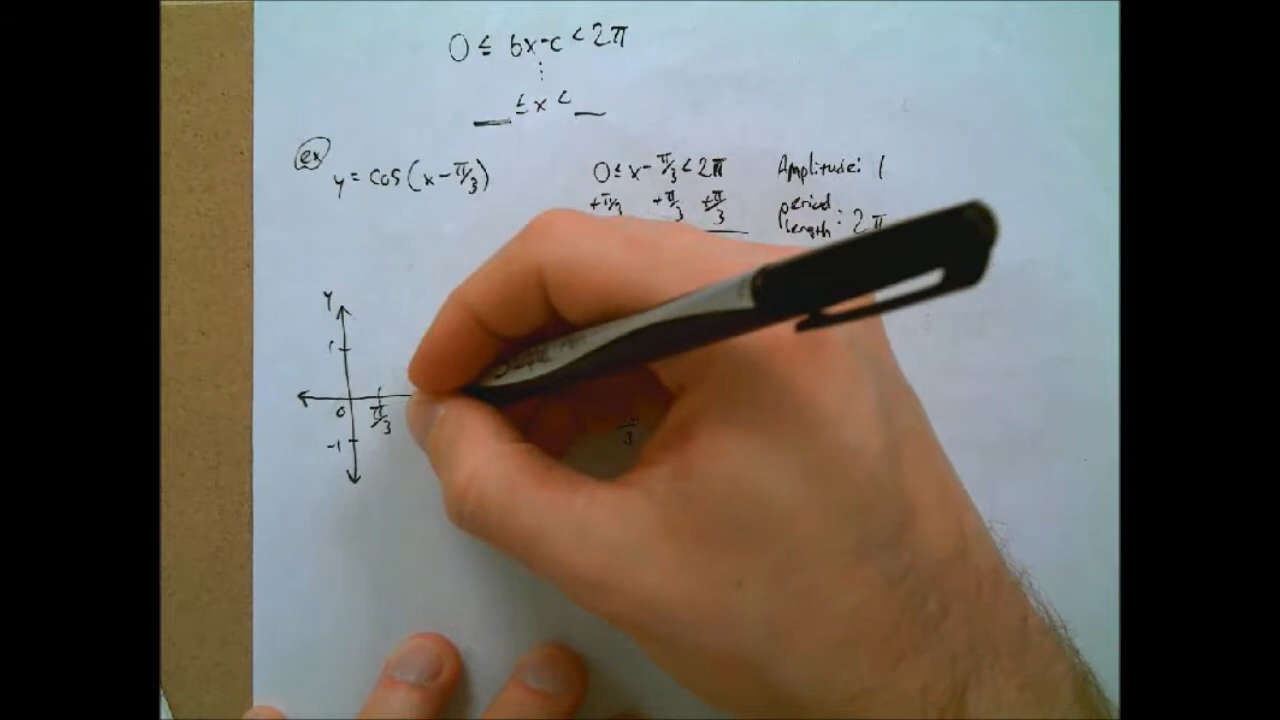 0 ≤ bx-c < 2π
⋮
__ ≤ x < __
ex
y = cos(x - π/3)
0 ≤ x - π/3 < 2π
+π/3 +π/3 +π/3
Amplitude: 1
period
length: 2π
y
1
0
π/3
-1